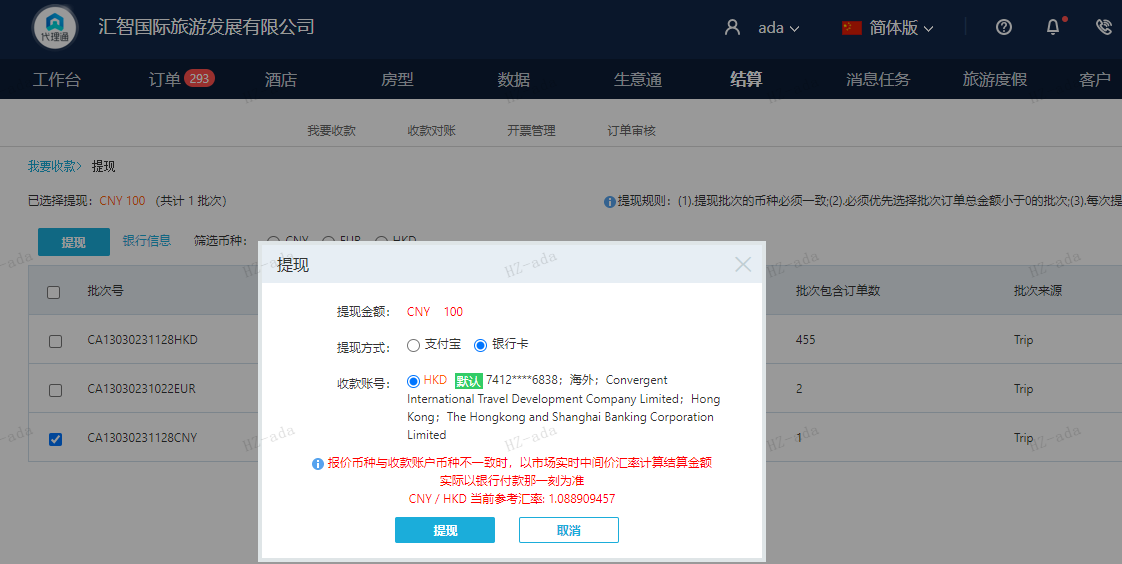 代理通
汇智国际旅游发展有限公司
ada
简体版
工作台 订单 293 酒店 房型 数据 生意通 结算 消息任务 旅游度假 客户
我要收款 收款对账 开票管理 订单审核
我要收款> 提现
已选择提现：CNY 100 (共计 1 批次)
提现规则：(1).提现批次的币种必须一致;(2).必须优先选择批次订单总金额小于0的批次;(3).每次提
提现 银行信息 筛选币种： CNY EUR HKD
提现
批次号 批次包含订单数 批次来源
提现金额： CNY 100
CA13030231128HKD 455 Trip
提现方式： 支付宝 银行卡
收款账号： HKD 默认 7412****6838；海外；Convergent
International Travel Development Company Limited；Hong
Kong；The Hongkong and Shanghai Banking Corporation
Limited
CA13030231022EUR 2 Trip
CA13030231128CNY 1 Trip
报价币种与收款账户币种不一致时，以市场实时中间价汇率计算结算金额
实际以银行付款那一刻为准
CNY / HKD 当前参考汇率: 1.088909457
提现 取消
HZ-ada
HZ-ada
HZ-ada
HZ-ada
HZ-ada
HZ-ada